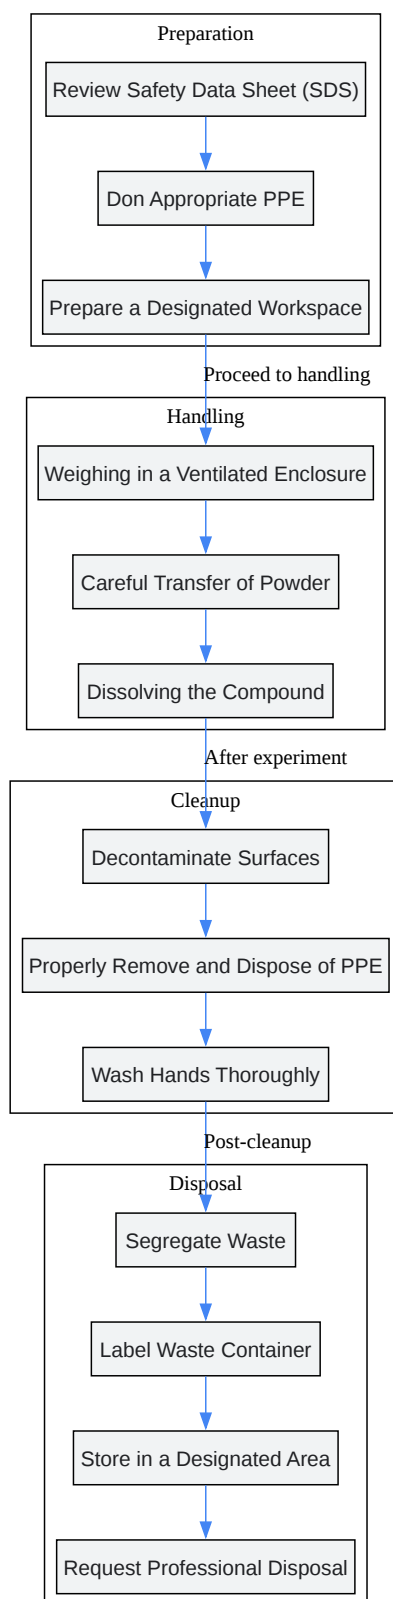 Preparation
Review Safety Data Sheet (SDS)
Don Appropriate PPE
Prepare a Designated Workspace
Proceed to handling
Handling
Weighing in a Ventilated Enclosure
Careful Transfer of Powder
Dissolving the Compound
After experiment
Cleanup
Decontaminate Surfaces
Properly Remove and Dispose of PPE
Wash Hands Thoroughly
Post-cleanup
Disposal
Segregate Waste
Label Waste Container
Store in a Designated Area
Request Professional Disposal